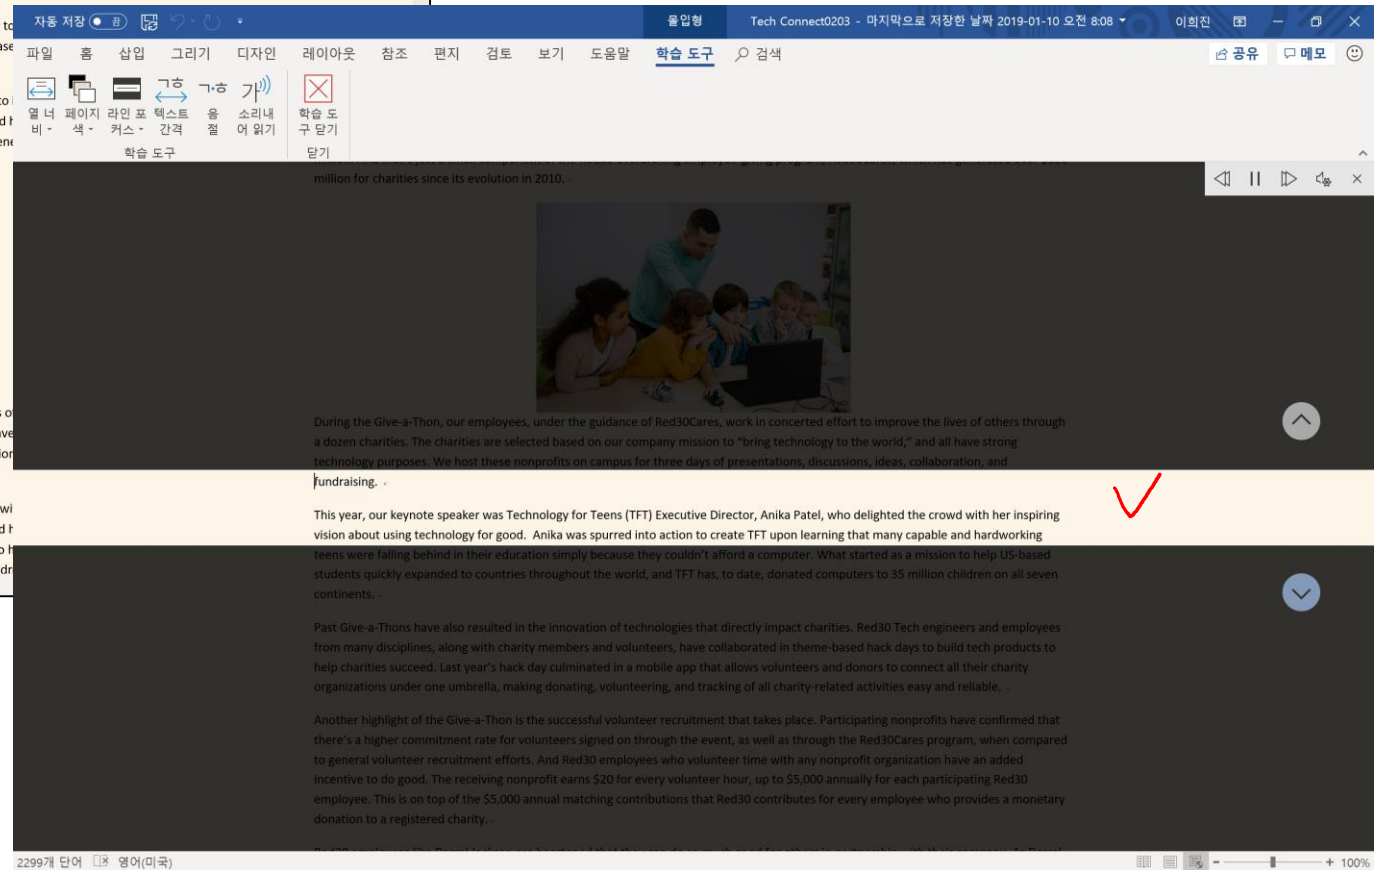 자동 저장 끔 몰입형 Tech Connect0203 - 마지막으로 저장한 날짜 2019-01-10 오전 8:08 이희진
파일 홈 삽입 그리기 디자인 레이아웃 참조 편지 검토 보기 도움말 학습 도구 검색 공유 메모
열 너비 페이지 색 라인 포커스 텍스트 간격 음절 소리내어 읽기 학습 도구 닫기
학습 도구 닫기
million for charities since its evolution in 2010.
During the Give-a-Thon, our employees, under the guidance of Red30Cares, work in concerted effort to improve the lives of others through
a dozen charities. The charities are selected based on our company mission to “bring technology to the world,” and all have strong
technology purposes. We host these nonprofits on campus for three days of presentations, discussions, ideas, collaboration, and
fundraising.
This year, our keynote speaker was Technology for Teens (TFT) Executive Director, Anika Patel, who delighted the crowd with her inspiring
vision about using technology for good. Anika was spurred into action to create TFT upon learning that many capable and hardworking
teens were falling behind in their education simply because they couldn’t afford a computer. What started as a mission to help US-based
students quickly expanded to countries throughout the world, and TFT has, to date, donated computers to 35 million children on all seven
continents.
Past Give-a-Thons have also resulted in the innovation of technologies that directly impact charities. Red30 Tech engineers and employees
from many disciplines, along with charity members and volunteers, have collaborated in theme-based hack days to build tech products to
help charities succeed. Last year’s hack day culminated in a mobile app that allows volunteers and donors to connect all their charity
organizations under one umbrella, making donating, volunteering, and tracking of all charity-related activities easy and reliable.
Another highlight of the Give-a-Thon is the successful volunteer recruitment that takes place. Participating nonprofits have confirmed that
there’s a higher commitment rate for volunteers signed on through the event, as well as through the Red30Cares program, when compared
to general volunteer recruitment efforts. And Red30 employees who volunteer time with any nonprofit organization have an added
incentive to do good. The receiving nonprofit earns $20 for every volunteer hour, up to $5,000 annually for each participating Red30
employee. This is on top of the $5,000 annual matching contributions that Red30 contributes for every employee who provides a monetary
donation to a registered charity.
2299개 단어 영어(미국) 100%